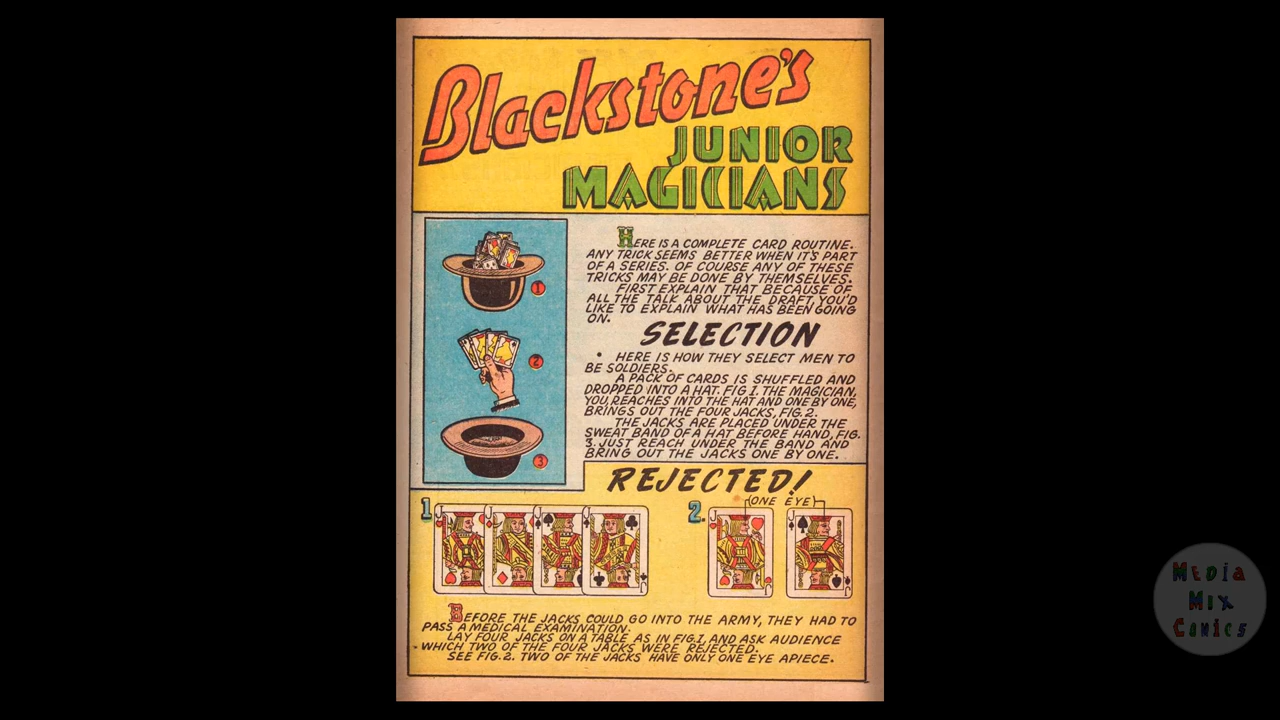 Blackstone's
JUNIOR
MAGICIANS
HERE IS A COMPLETE CARD ROUTINE.
ANY TRICK SEEMS BETTER WHEN IT'S PART
OF A SERIES. OF COURSE ANY OF THESE
TRICKS MAY BE DONE BY THEMSELVES.
FIRST EXPLAIN THAT BECAUSE OF
ALL THE TALK ABOUT THE DRAFT, YOU'D
LIKE TO EXPLAIN WHAT HAS BEEN GOING
ON.
1
2
3
SELECTION
• HERE IS HOW THEY SELECT MEN TO
BE SOLDIERS.
A PACK OF CARDS IS SHUFFLED AND
DROPPED INTO A HAT. FIG 1. THE MAGICIAN,
YOU, REACHES INTO THE HAT AND ONE BY ONE,
BRINGS OUT THE FOUR JACKS, FIG. 2.
THE JACKS ARE PLACED UNDER THE
SWEAT BAND OF A HAT BEFORE HAND, FIG.
3. JUST REACH UNDER THE BAND AND
BRING OUT THE JACKS ONE BY ONE.
REJECTED!
1.
2.
(ONE EYE)
J
J
J
J
J
J
BEFORE THE JACKS COULD GO INTO THE ARMY, THEY HAD TO
PASS A MEDICAL EXAMINATION.
LAY FOUR JACKS ON A TABLE AS IN FIG. 1, AND ASK AUDIENCE
WHICH TWO OF THE FOUR JACKS WERE REJECTED.
SEE FIG. 2. TWO OF THE JACKS HAVE ONLY ONE EYE APIECE.
MEDIA
MIX
COMICS